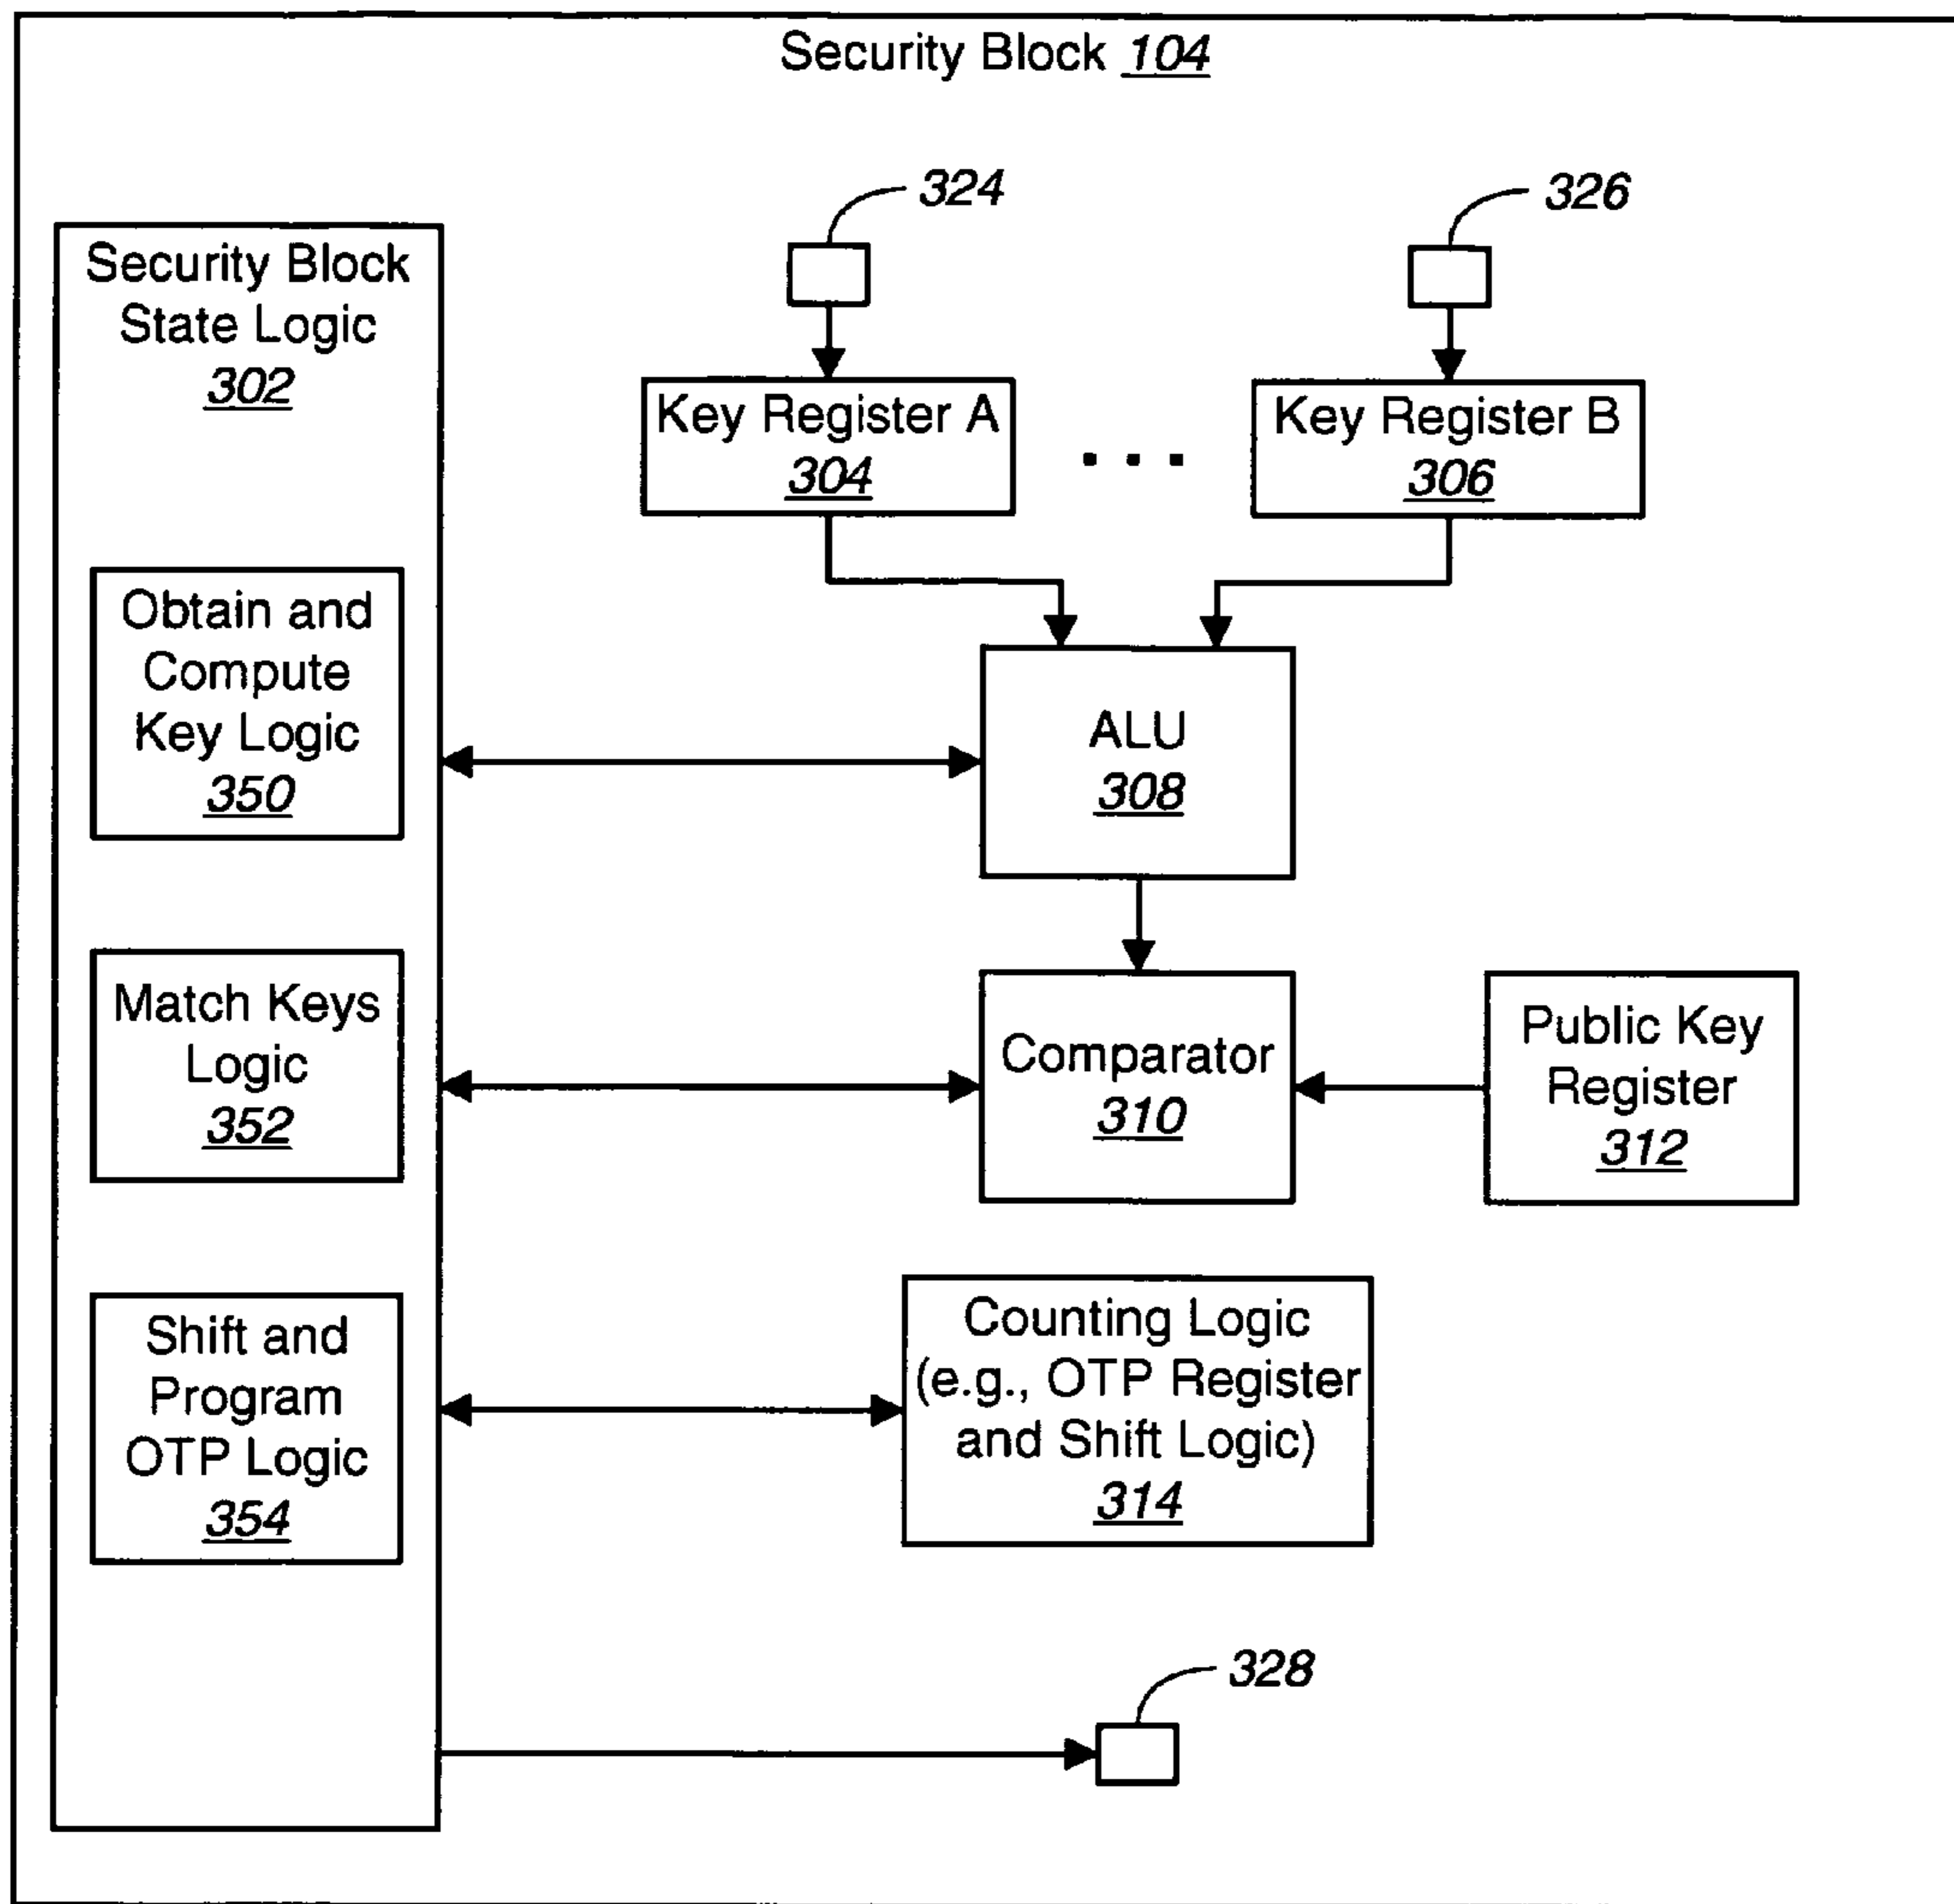 Security Block 104
324
326
Security Block
State Logic
302
Key Register A
304
. . .
Key Register B
306
Obtain and
Compute
Key Logic
350
ALU
308
Match Keys
Logic
352
Comparator
310
Public Key
Register
312
Shift and
Program
OTP Logic
354
Counting Logic
(e.g., OTP Register
and Shift Logic)
314
328